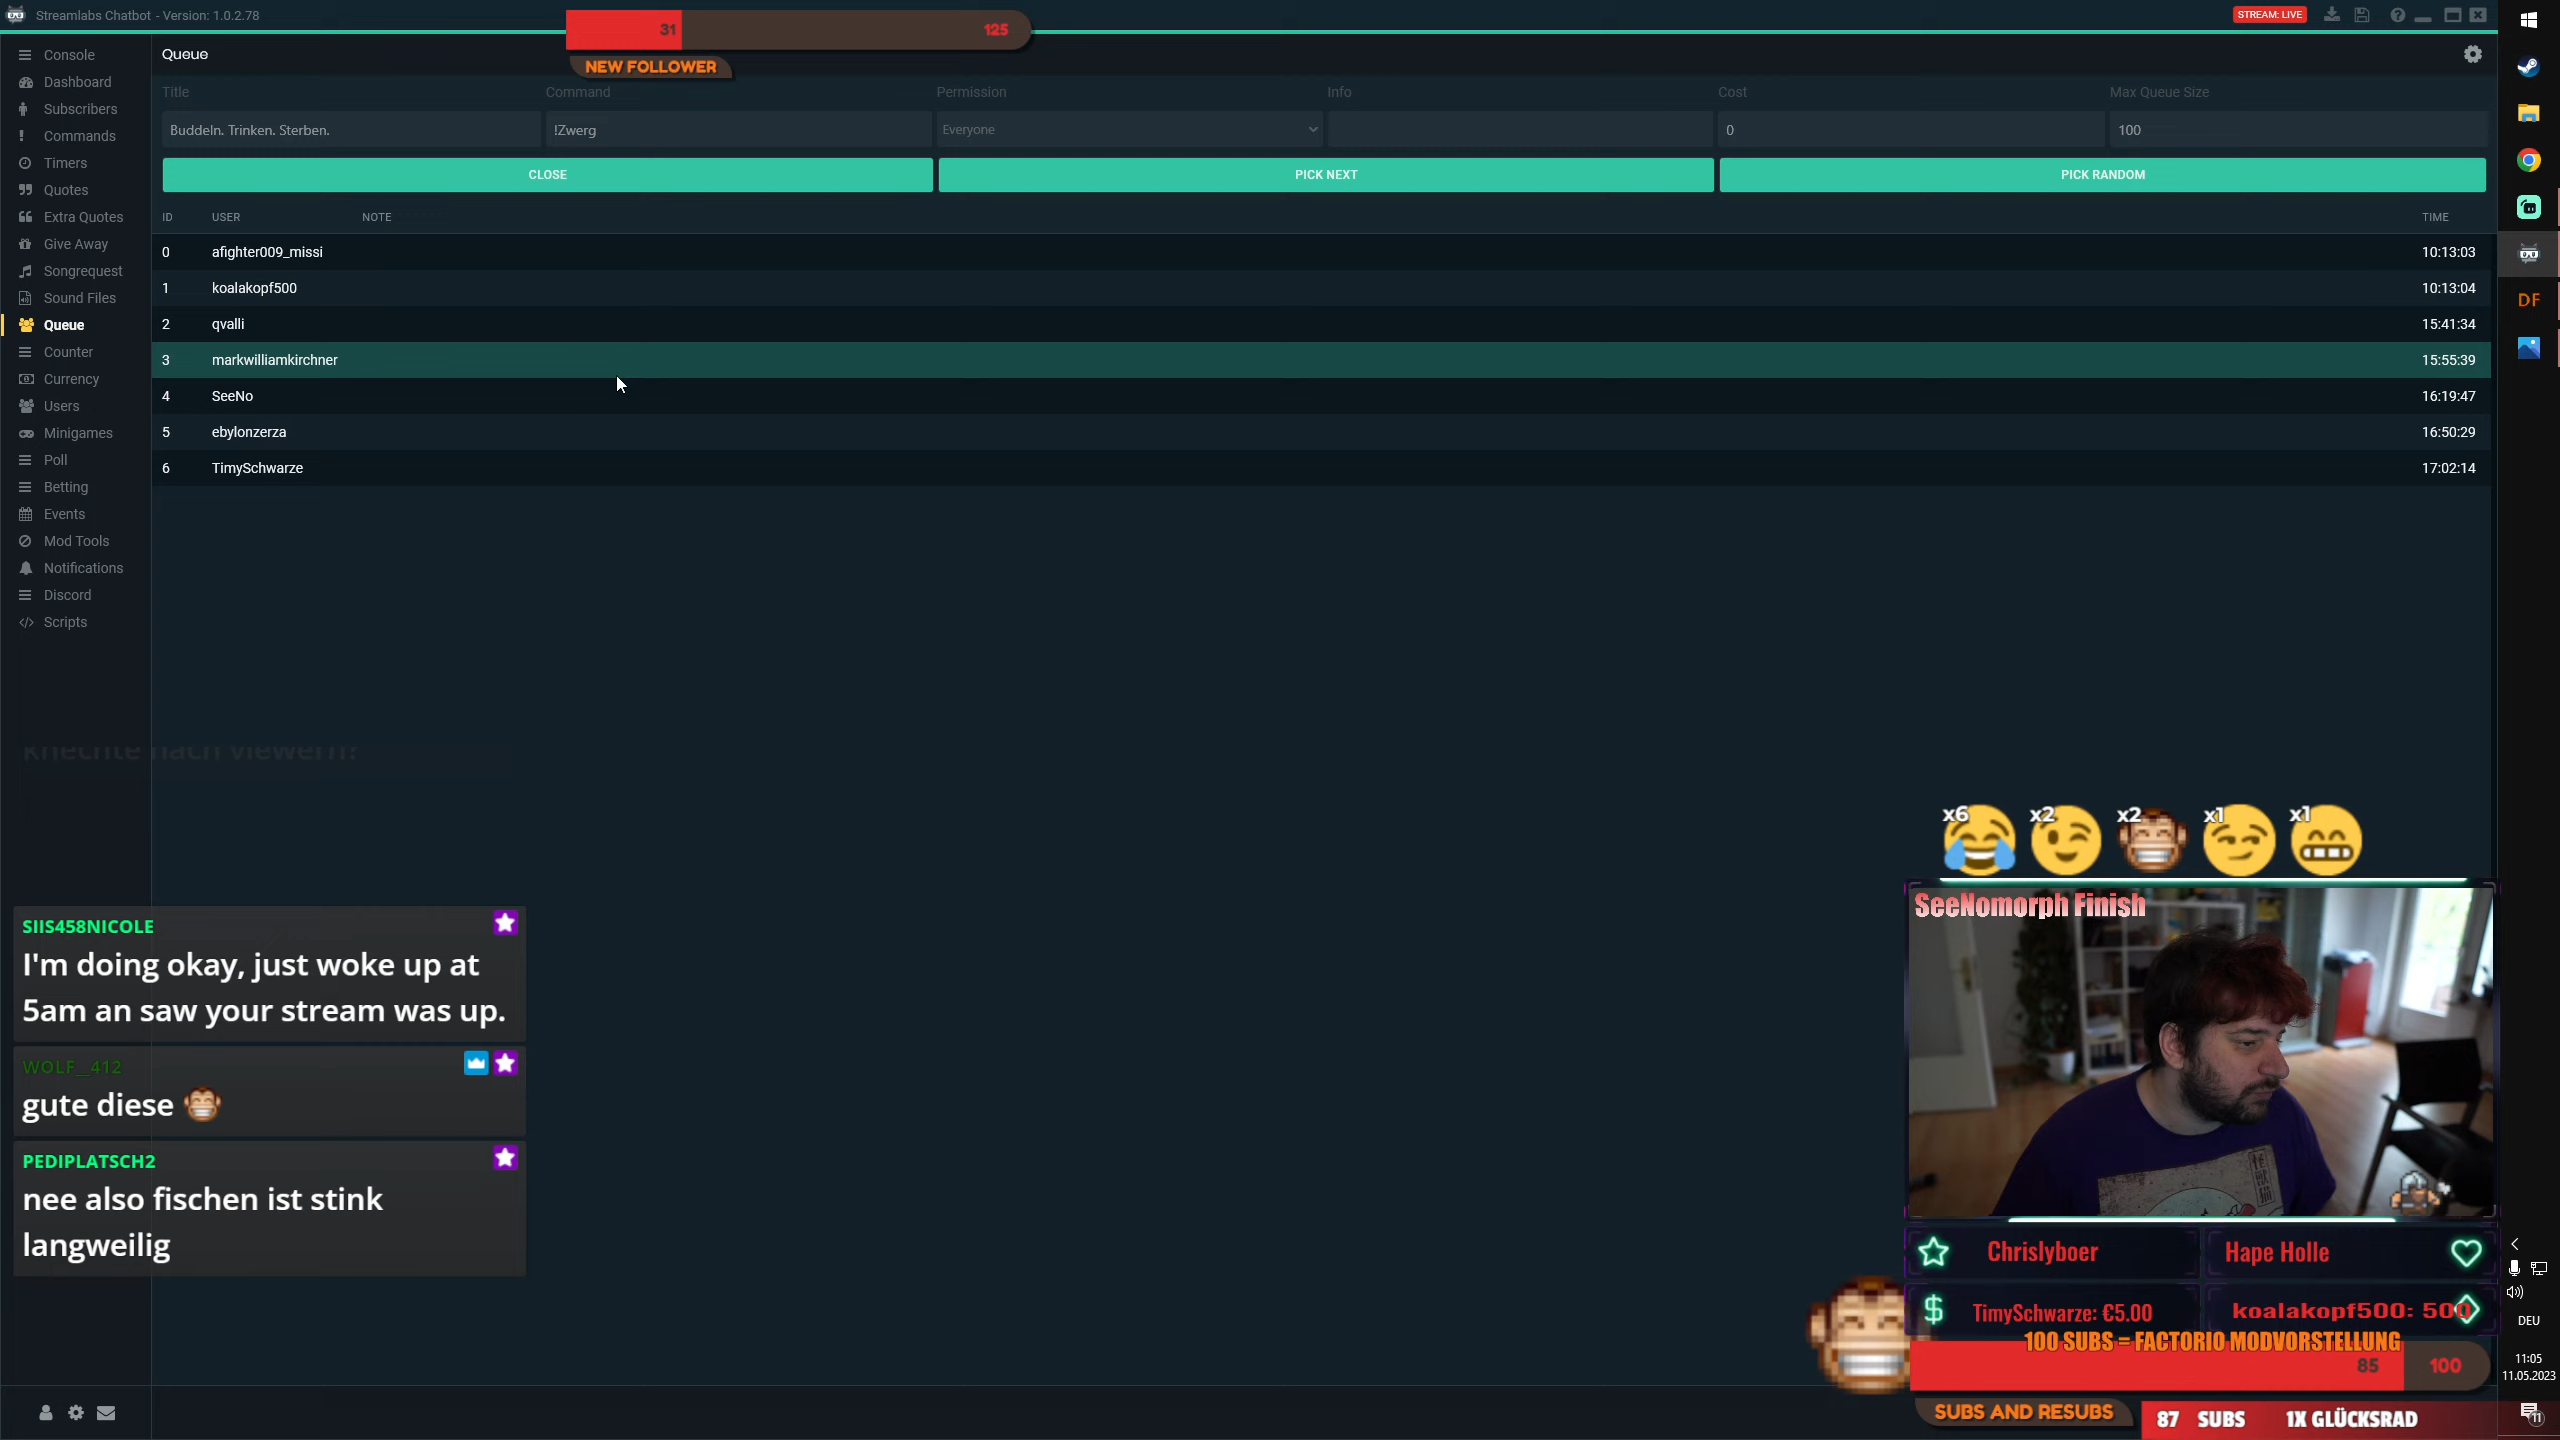 Streamlabs Chatbot - Version: 1.0.2.78
STREAM: LIVE
31
125
NEW FOLLOWER
Console
Dashboard
Subscribers
Commands
Timers
Quotes
Extra Quotes
Give Away
Songrequest
Sound Files
Queue
Counter
Currency
Users
Minigames
Poll
Betting
Events
Mod Tools
Notifications
Discord
Scripts
Queue
Title
Command
Permission
Info
Cost
Max Queue Size
Buddeln. Trinken. Sterben.
!Zwerg
Everyone
0
100
CLOSE
PICK NEXT
PICK RANDOM
ID USER NOTE TIME
0 afighter009_missi 10:13:03
1 koalakopf500 10:13:04
2 qvalli 15:41:34
3 markwilliamkirchner 15:55:39
4 SeeNo 16:19:47
5 ebylonzerza 16:50:29
6 TimySchwarze 17:02:14
DF
knechte nach viewern?
SIIS458NICOLE
I'm doing okay, just woke up at
5am an saw your stream was up.
WOLF__412
gute diese
PEDIPLATSCH2
nee also fischen ist stink
langweilig
x6
x2
x2
x1
x1
SeeNomorph Finish
Chrislyboer
Hape Holle
TimySchwarze: €5.00
koalakopf500: 500
100 SUBS = FACTORIO MODVORSTELLUNG
85
100
SUBS AND RESUBS
87 SUBS 1X GLÜCKSRAD
DEU
11:05
11.05.2023
11